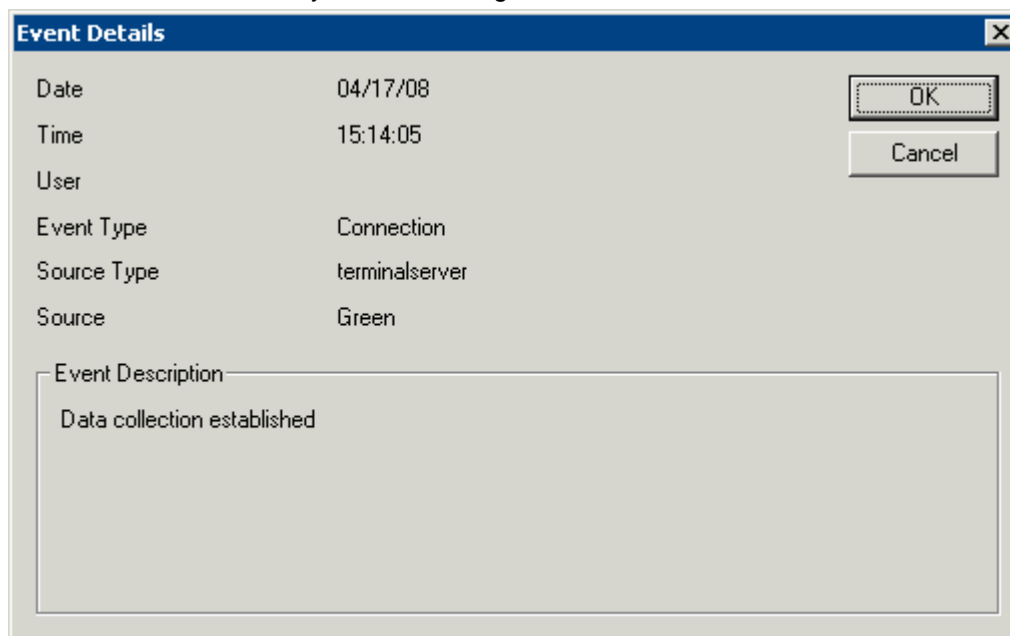 Event Details
Date 04/17/08
OK
Time 15:14:05
Cancel
User
Event Type Connection
Source Type terminalserver
Source Green
Event Description
Data collection established